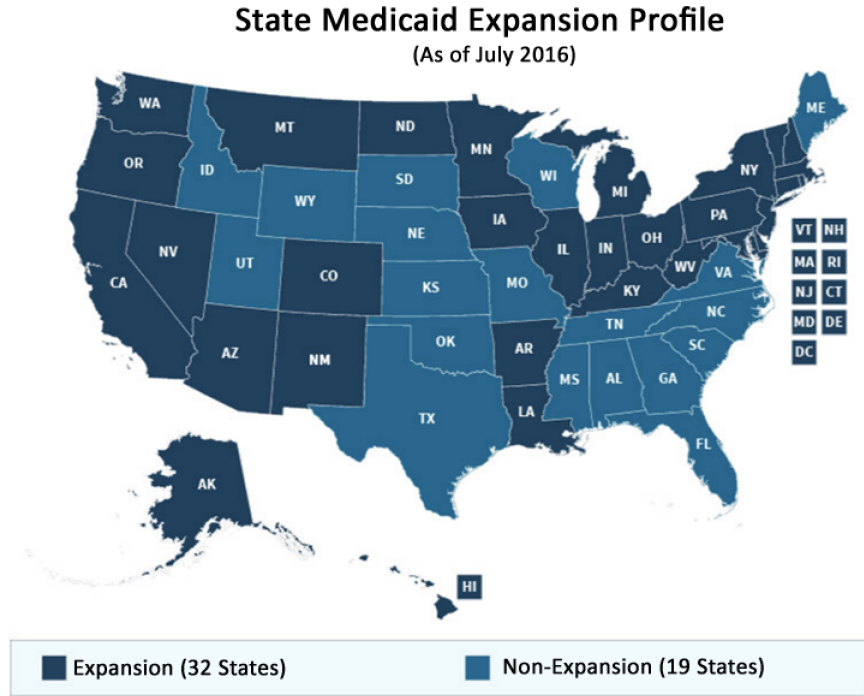 State Medicaid Expansion Profile
(As of July 2016)
WA
MT
ND
MN
ME
OR
ID
SD
WI
NY
WY
MI
IA
PA
NE
NV
UT
CO
IL
IN
OH
VT NH
CA
KS
MO
WV
VA
MA RI
KY
NJ CT
AZ
NM
OK
AR
TN
NC
MD DE
SC
DC
MS
AL
GA
TX
LA
FL
AK
HI
Expansion (32 States)
Non-Expansion (19 States)